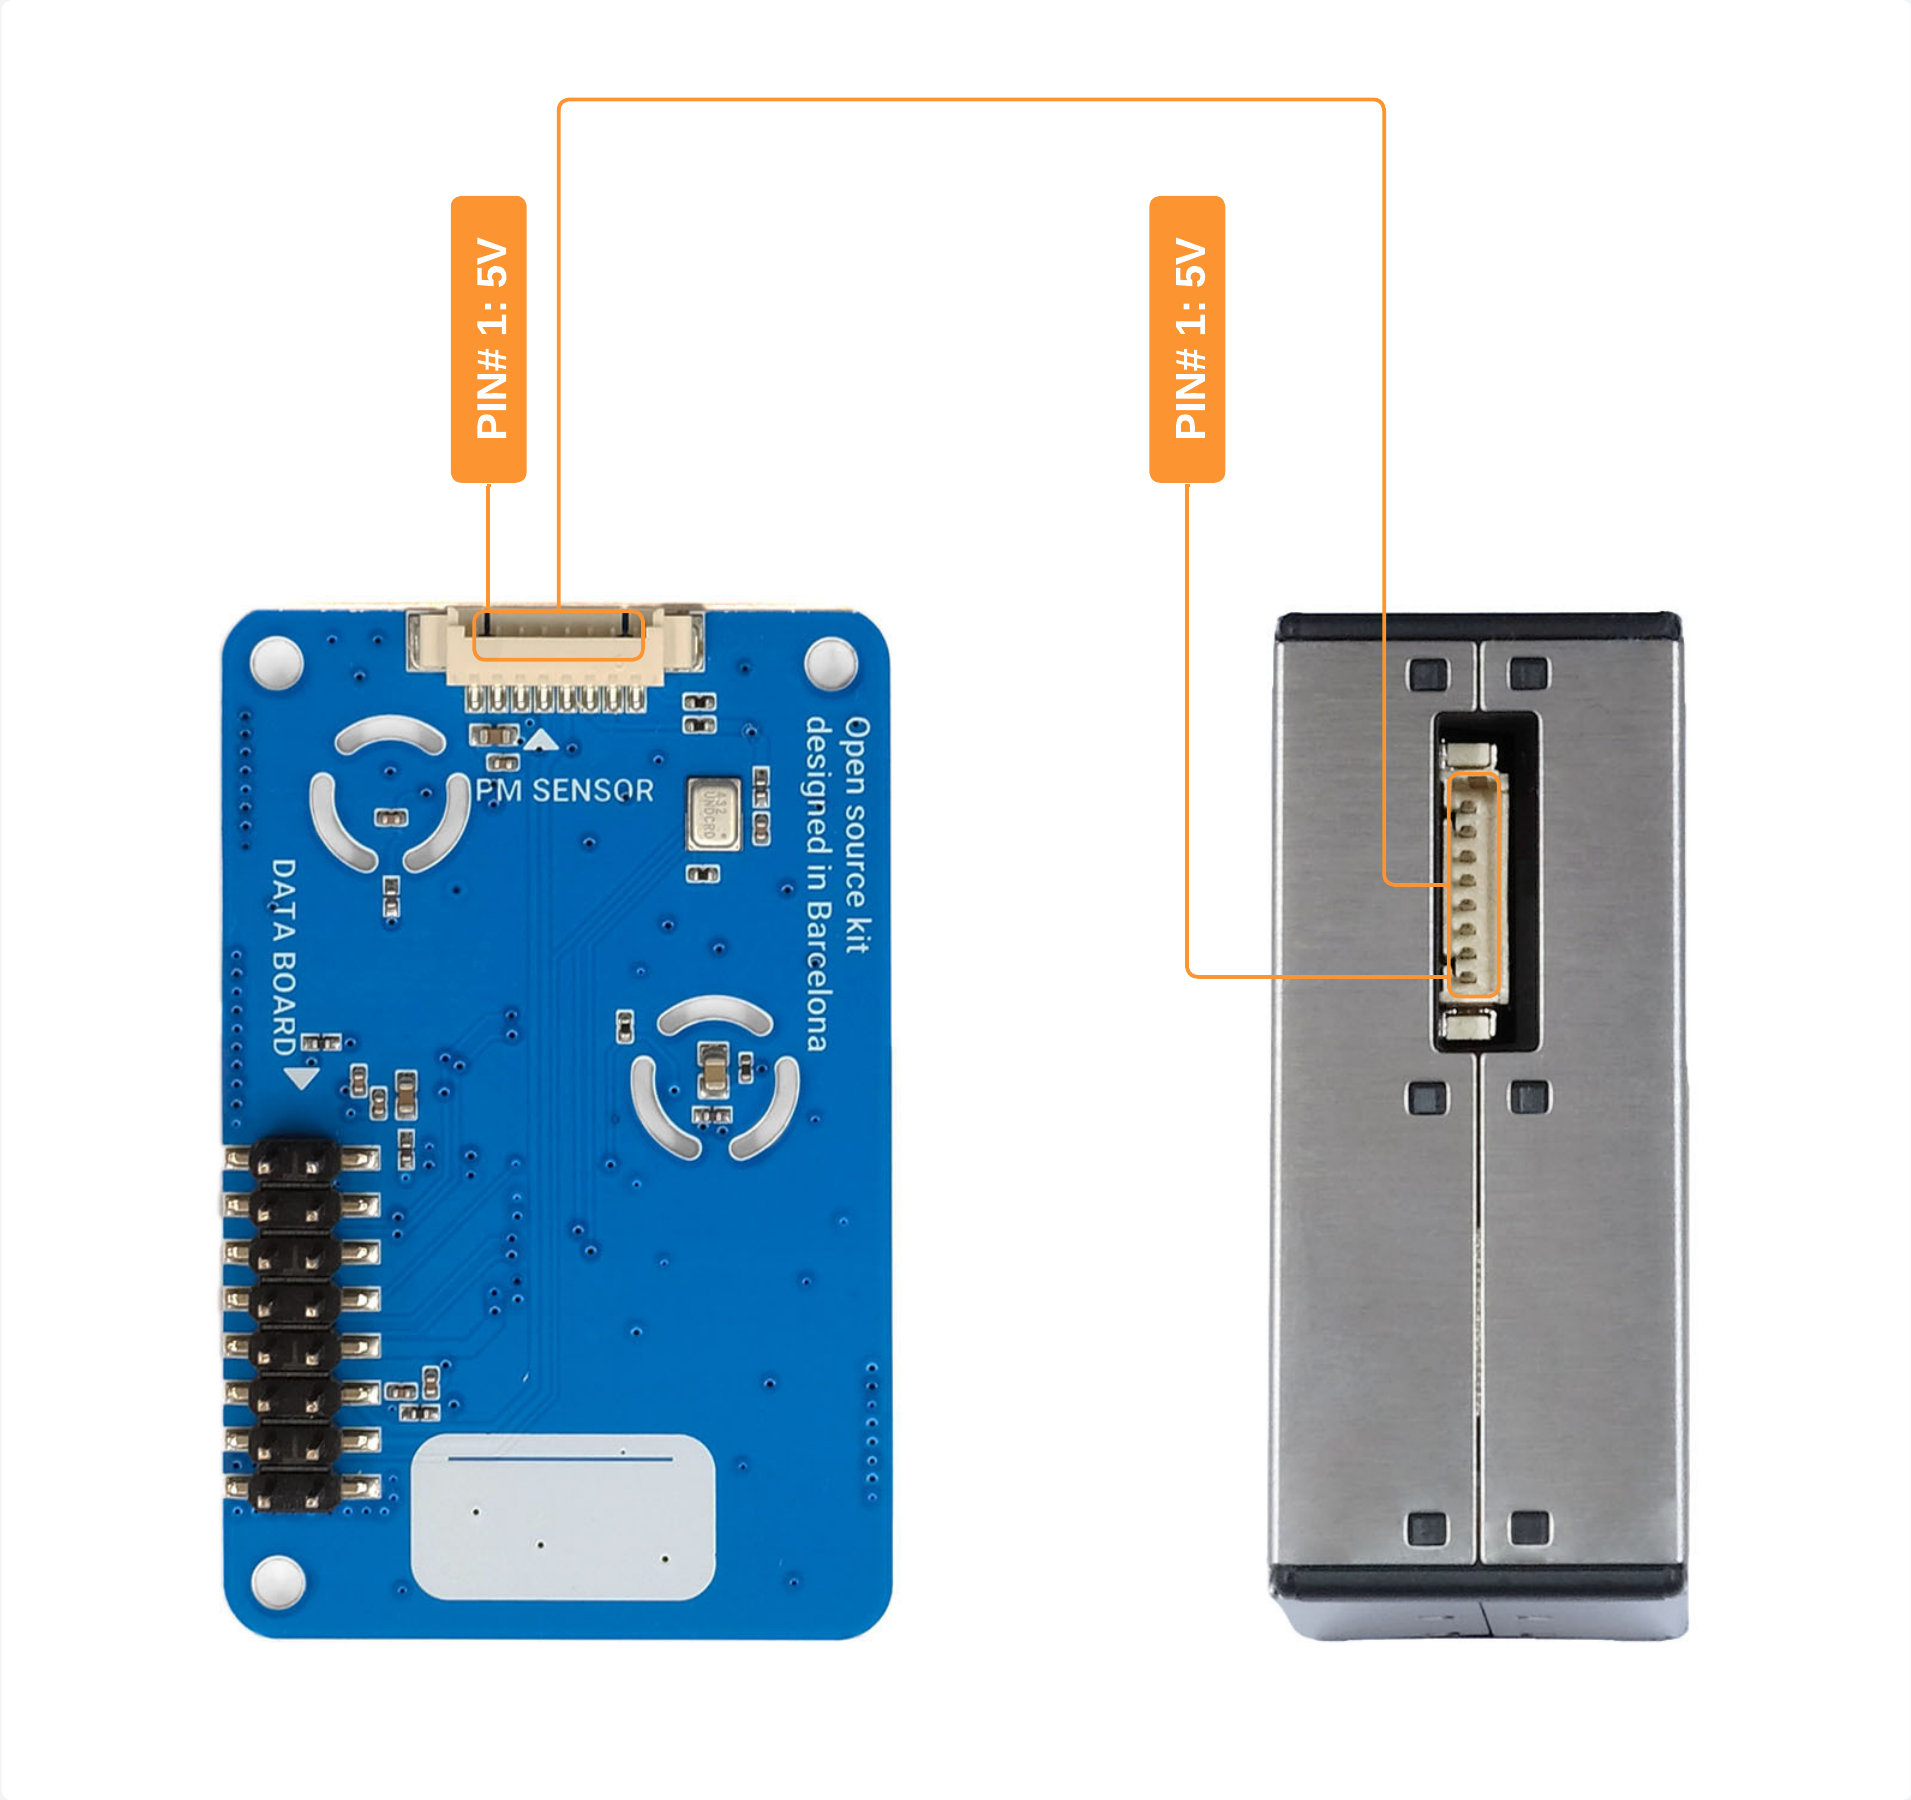 PIN# 1: 5V
PIN# 1: 5V
PM SENSOR
Open source kit
designed in Barcelona
DATA BOARD